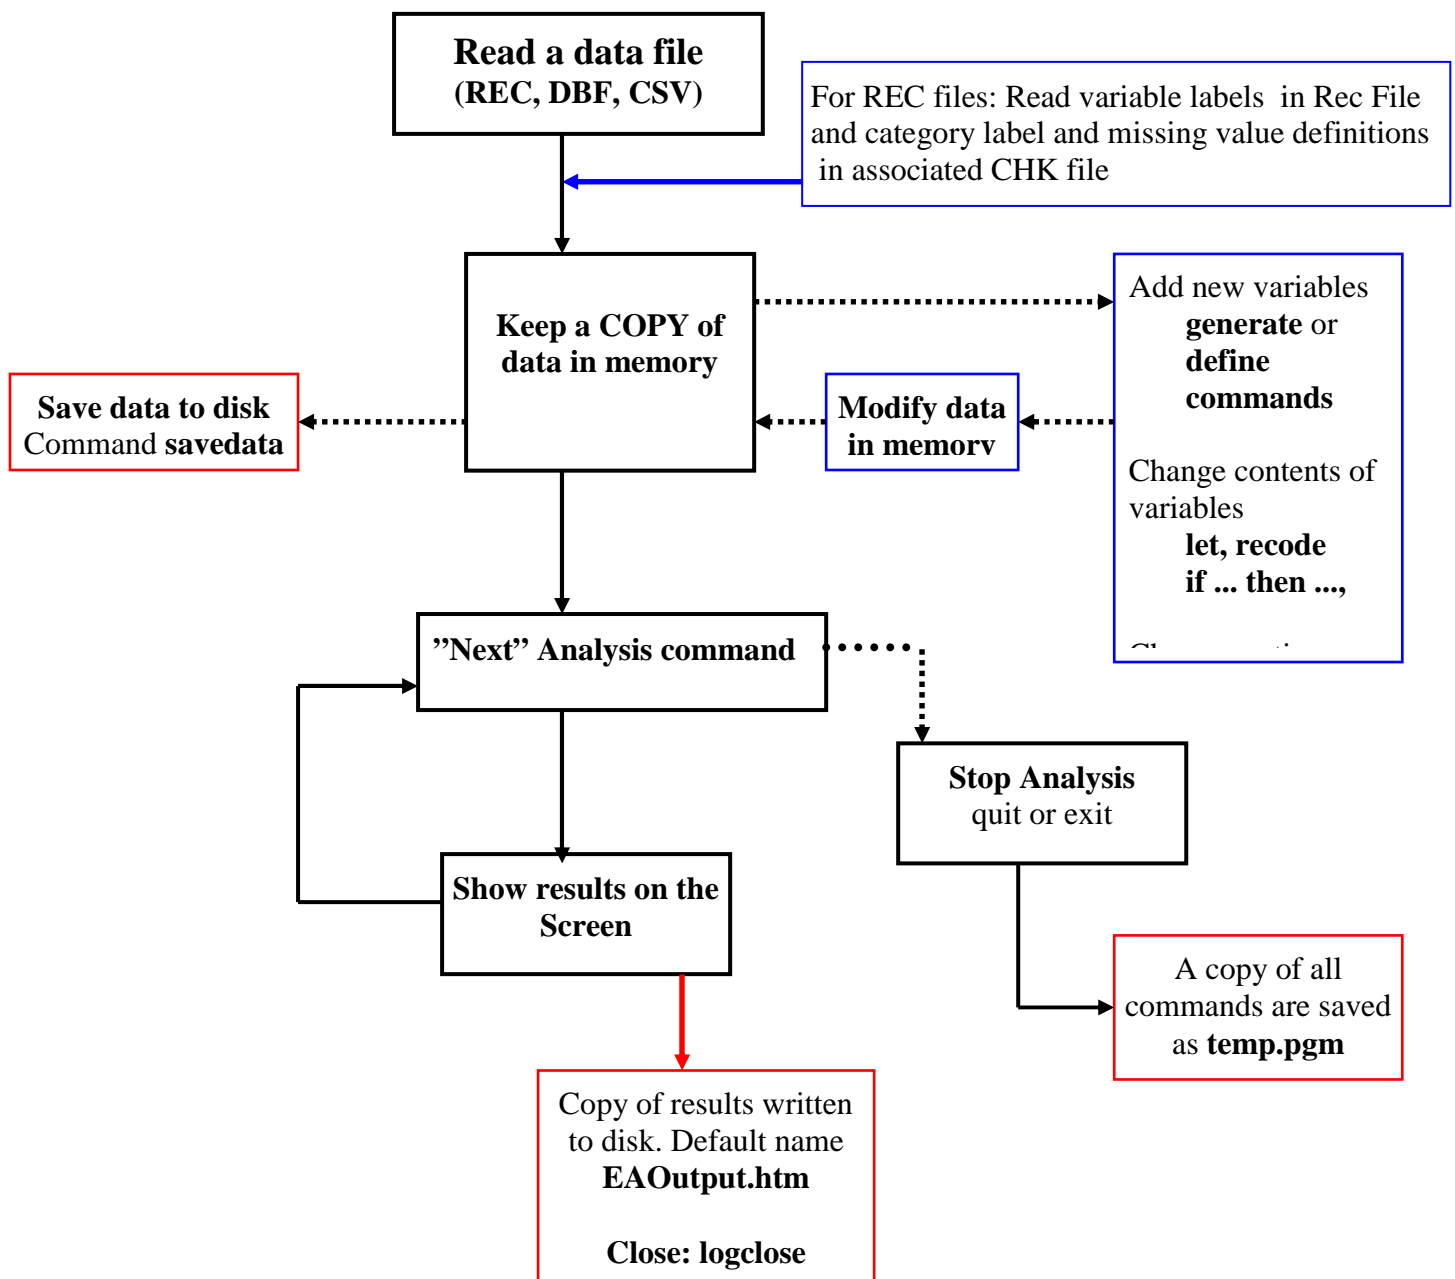 Read a data file
(REC, DBF, CSV)
For REC files: Read variable labels in Rec File
and category label and missing value definitions
in associated CHK file
Keep a COPY of
data in memory
Add new variables
generate or
define
commands
Change contents of
variables
let, recode
if ... then ...,
Save data to disk
Command savedata
Modify data
in memory
”Next” Analysis command
Stop Analysis
quit or exit
Show results on the
Screen
A copy of all
commands are saved
as temp.pgm
Copy of results written
to disk. Default name
EAOutput.htm
Close: logclose